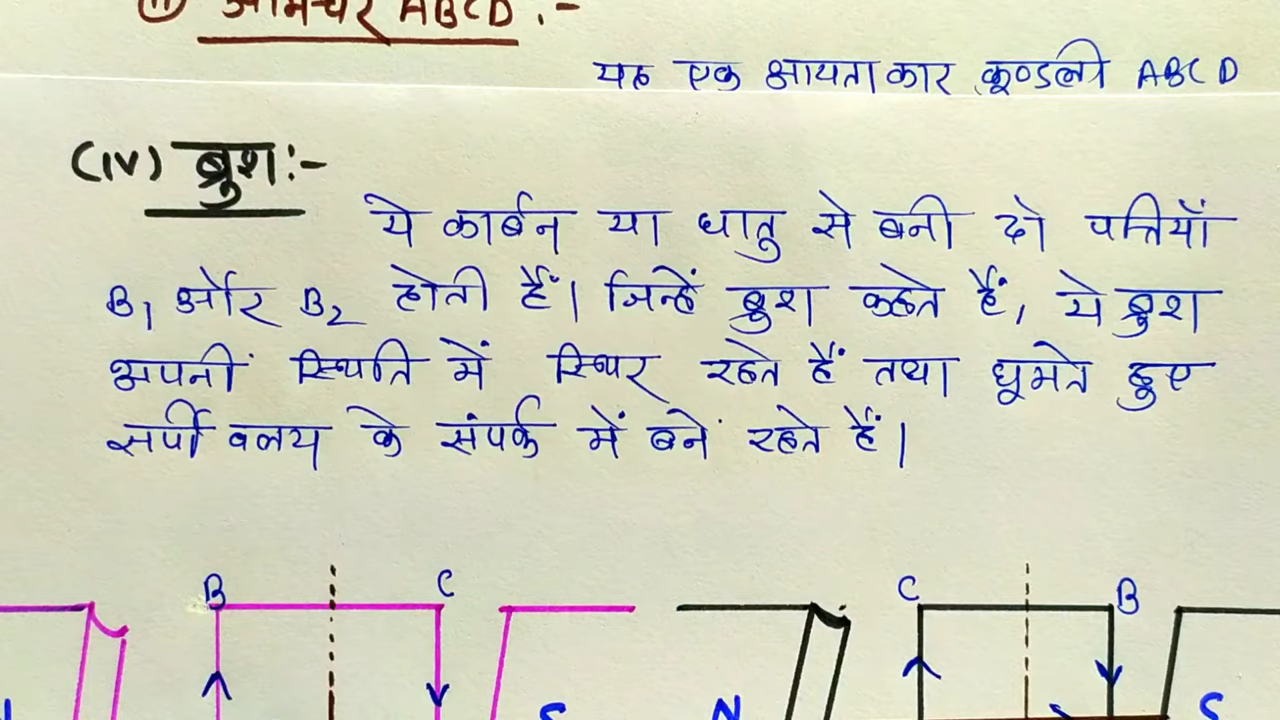 (ii) आर्मेचर ABCD :-
यह एक आयताकार कूण्डली ABCD
(iv) ब्रुश:-
ये कार्बन या धातु से बनी दो पत्तियाँ
B₁ और B₂ होती हैं। जिन्हें ब्रुश कहते हैं, ये ब्रुश
अपनी स्थिति में स्थिर रहते हैं तथा घूमते हुए
सर्पी वलय के संपर्क में बने रहते हैं।
B C C B
N S N S